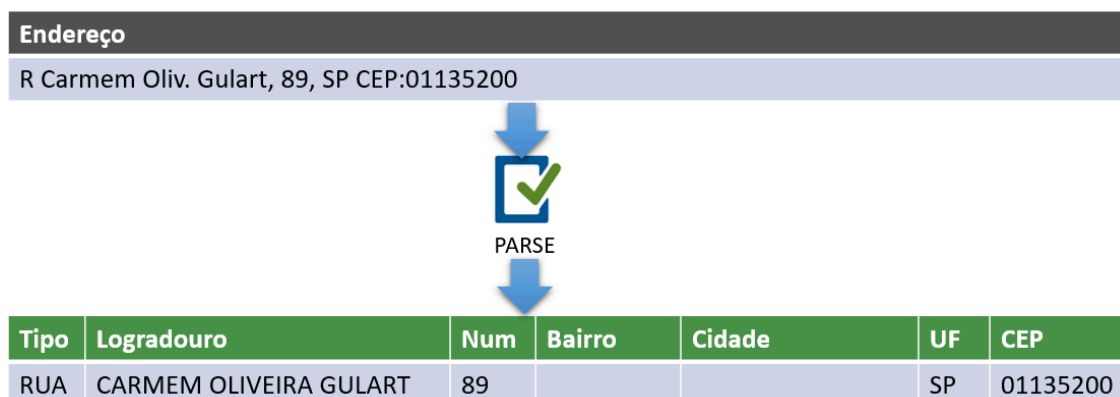 Endereço
R Carmem Oliv. Gulart, 89, SP CEP:01135200
PARSE
Tipo Logradouro Num Bairro Cidade UF CEP
RUA CARMEM OLIVEIRA GULART 89 SP 01135200